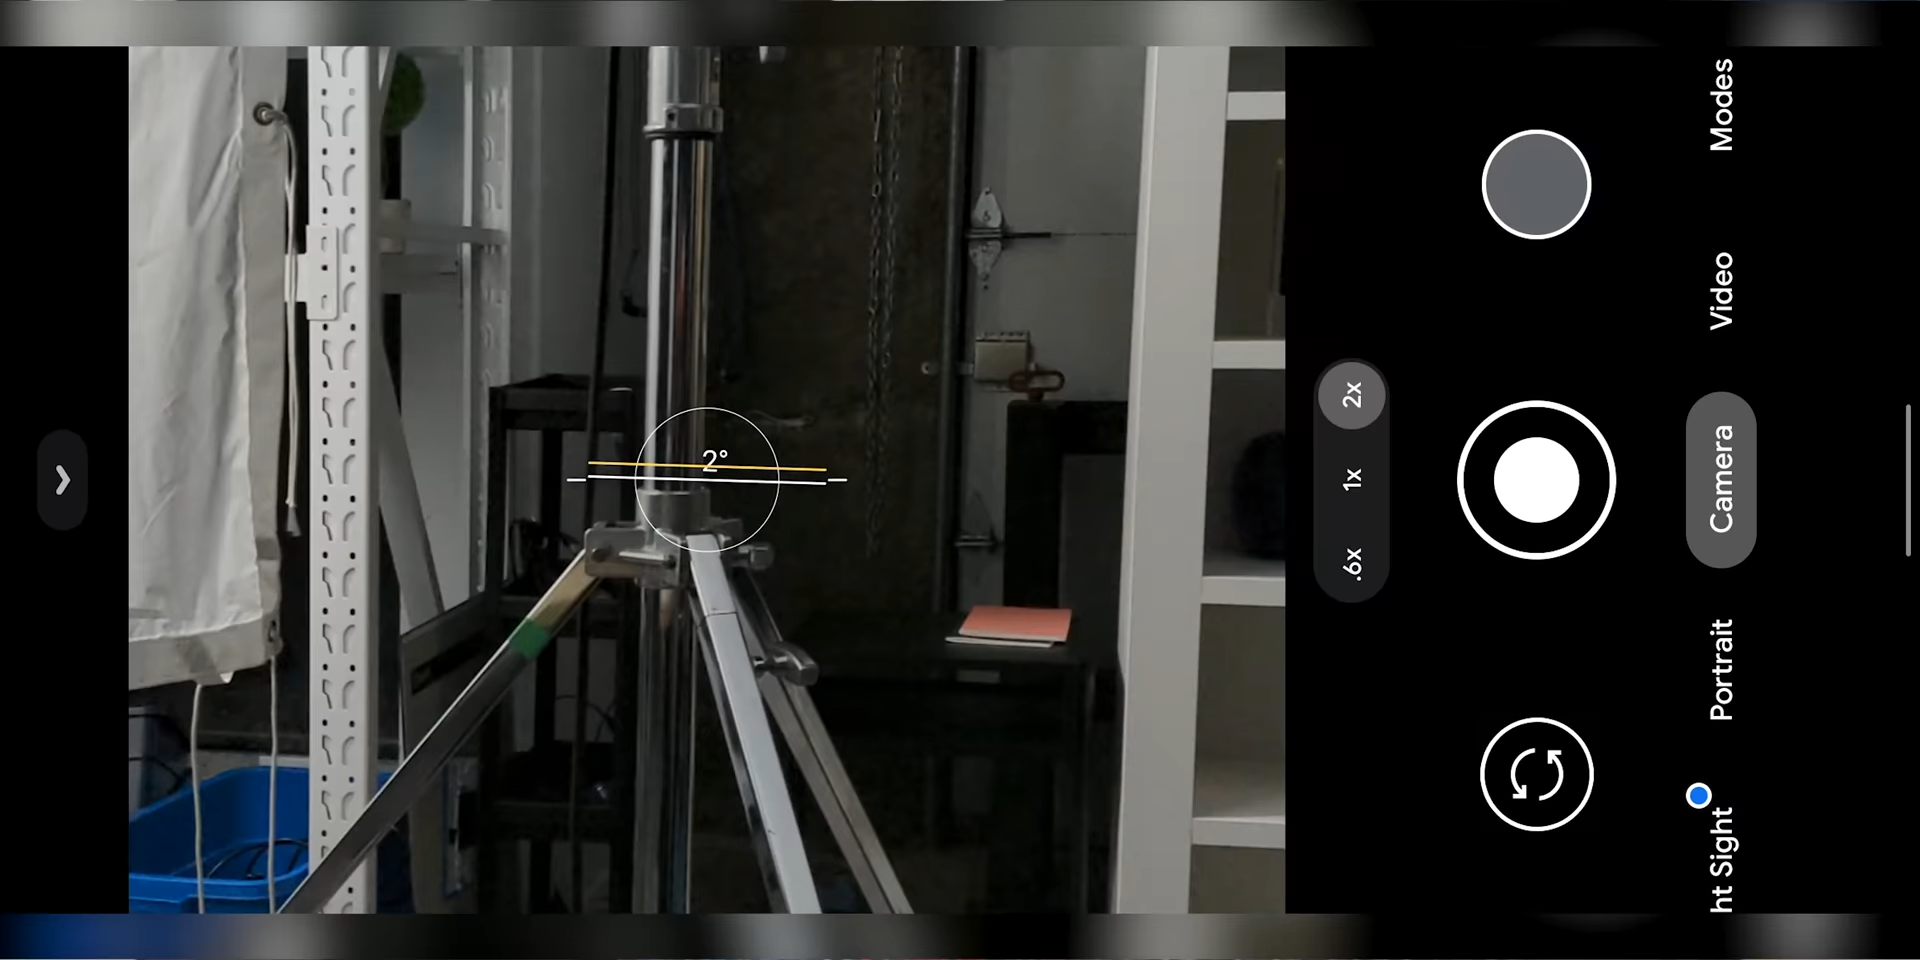 2°
2x
1x
.6x
Modes
Video
Camera
Portrait
ht Sight